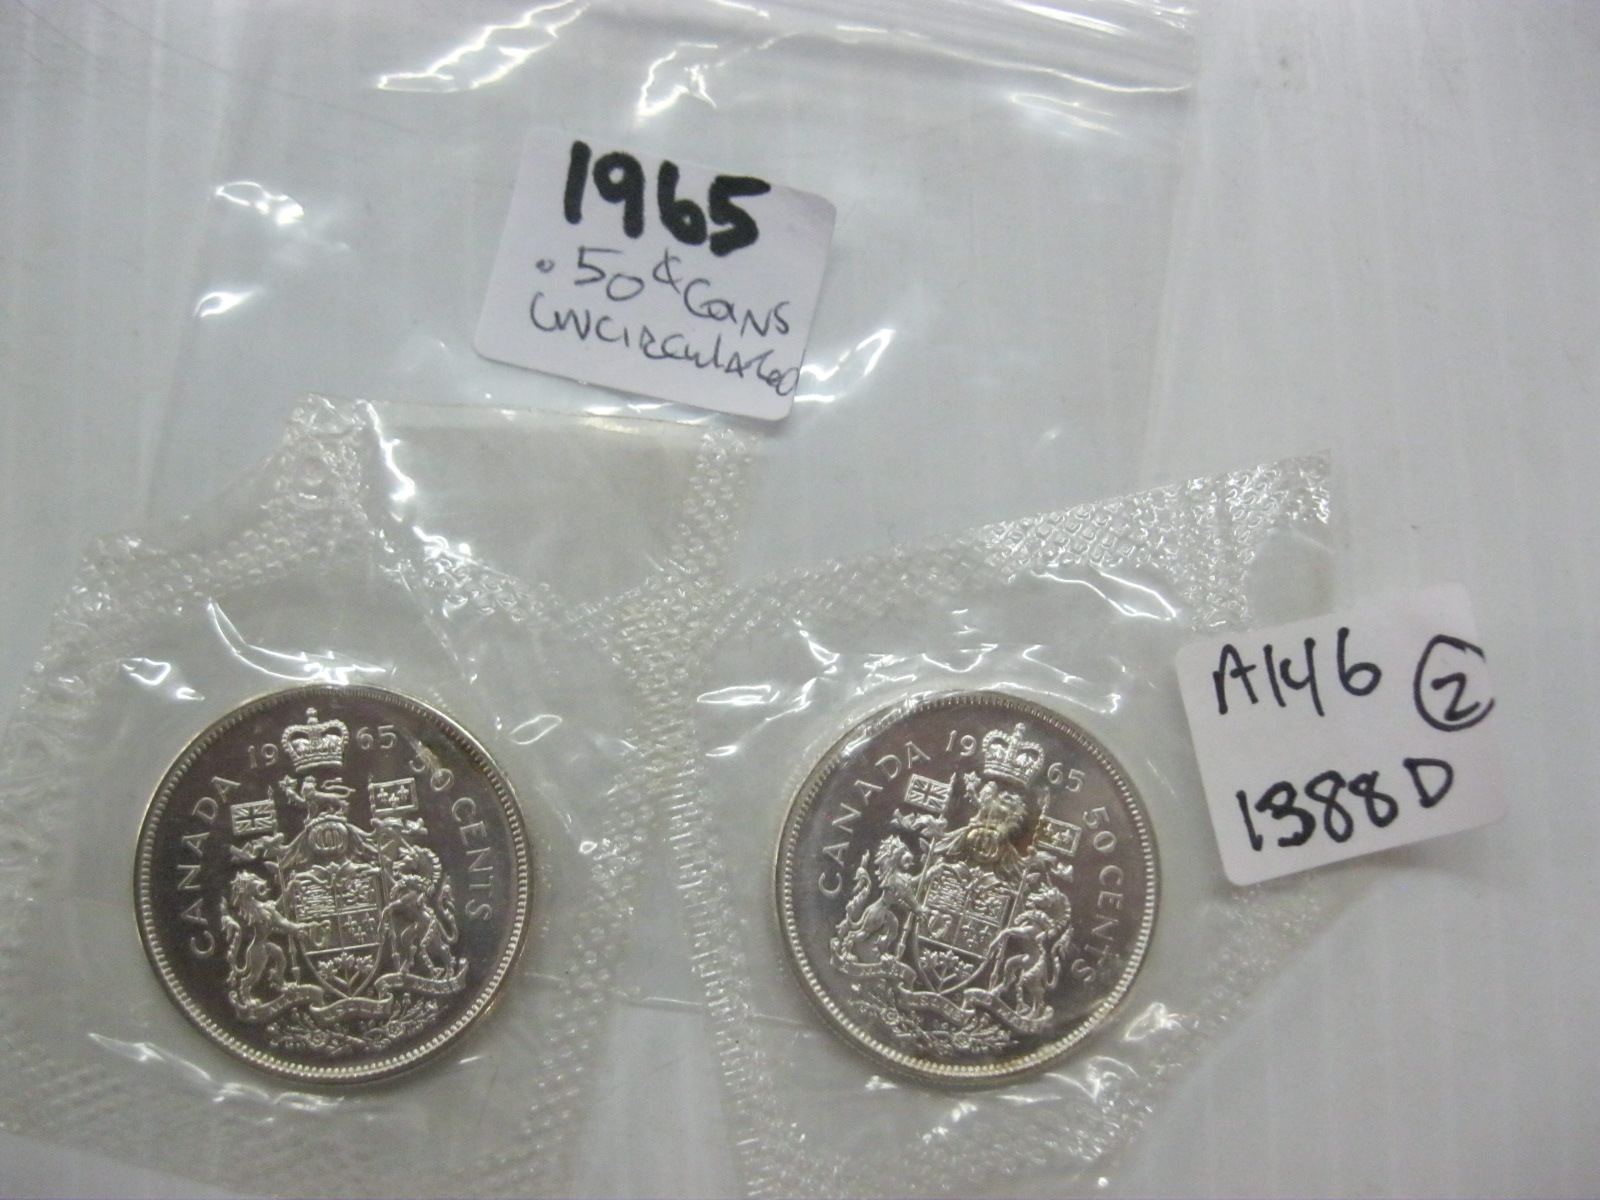 1965
.50¢ Coins
UNCIRCULATED
A146 2
1388D
1965
CANADA
50 CENTS
1965
CANADA
50 CENTS